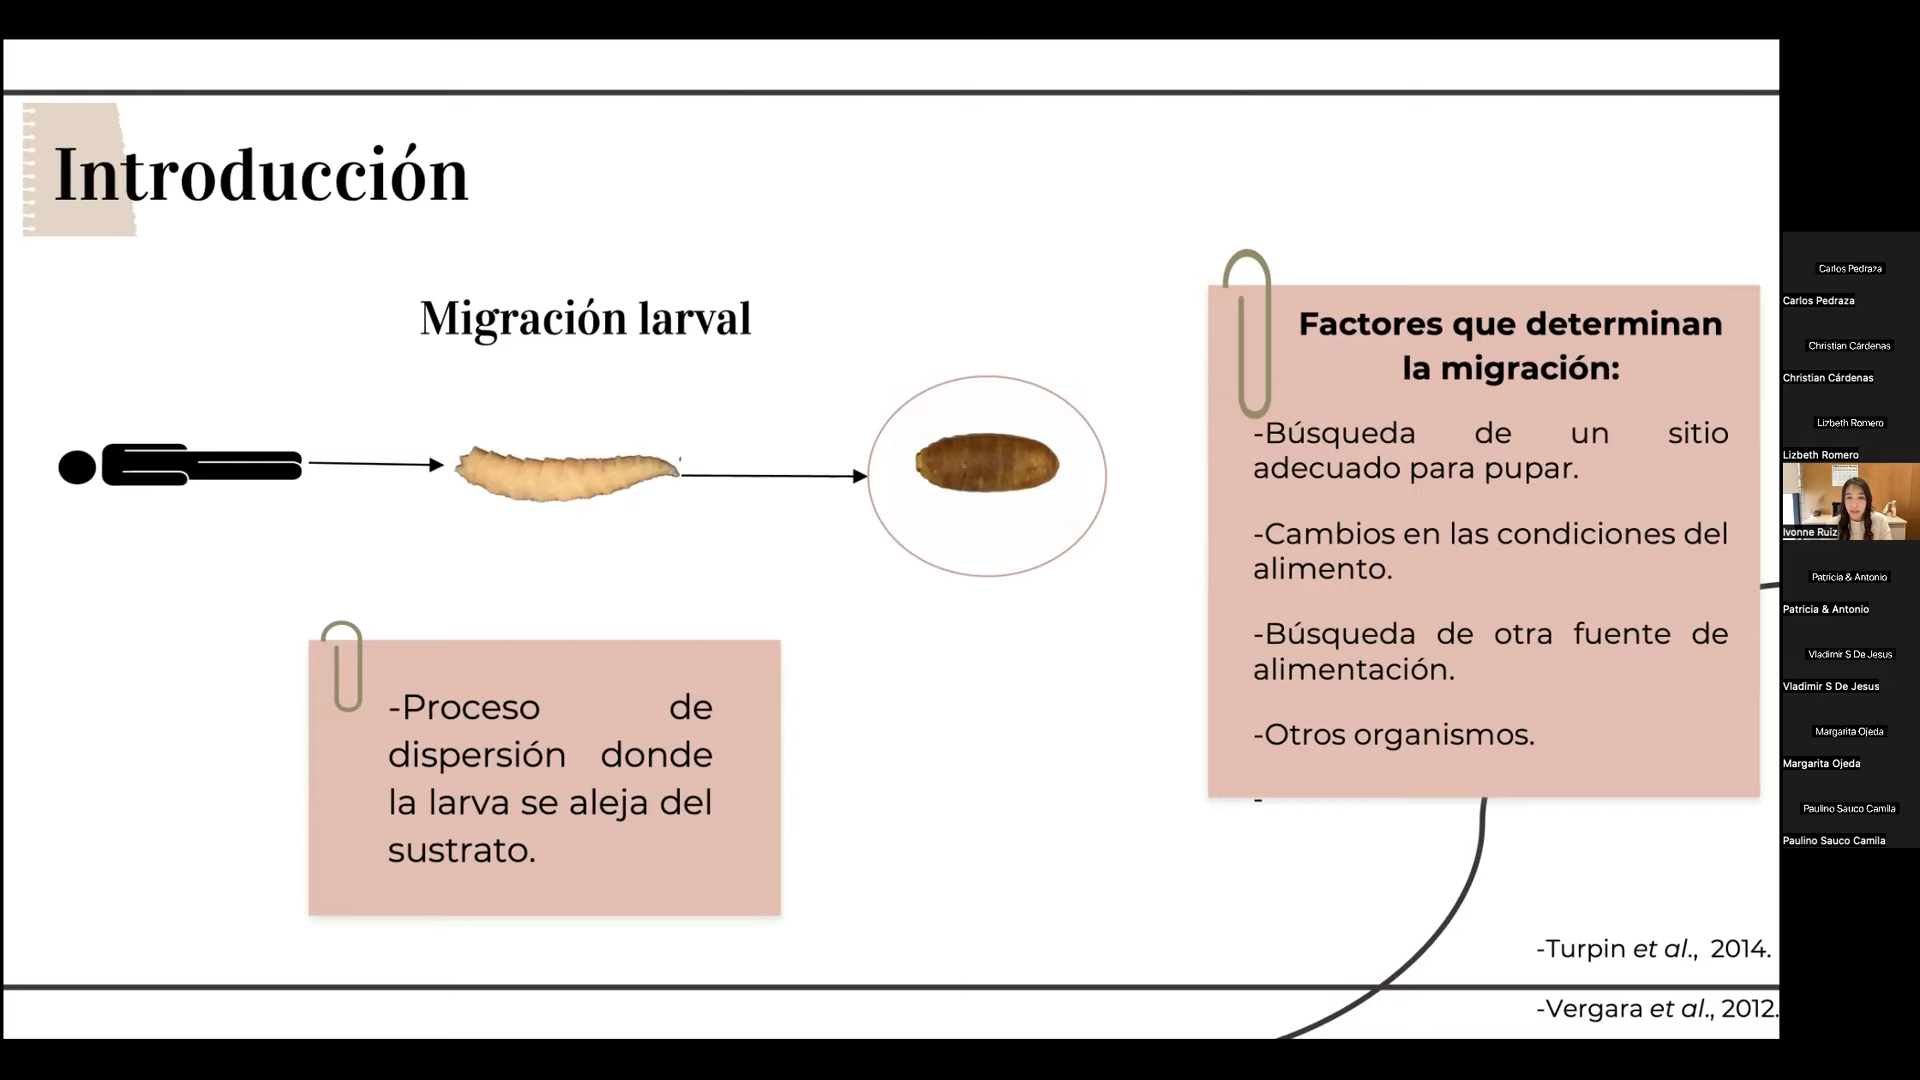 Introducción
Migración larval
-Proceso de
dispersión donde
la larva se aleja del
sustrato.
Factores que determinan
la migración:
-Búsqueda de un sitio
adecuado para pupar.
-Cambios en las condiciones del
alimento.
-Búsqueda de otra fuente de
alimentación.
-Otros organismos.
-
-Turpin et al., 2014.
-Vergara et al., 2012.
Carlos Pedraza
Carlos Pedraza
Christian Cárdenas
Christian Cárdenas
Lizbeth Romero
Lizbeth Romero
Ivonne Ruiz
Patricia & Antonio
Patricia & Antonio
Vladimir S De Jesus
Vladimir S De Jesus
Margarita Ojeda
Margarita Ojeda
Paulino Sauco Camila
Paulino Sauco Camila